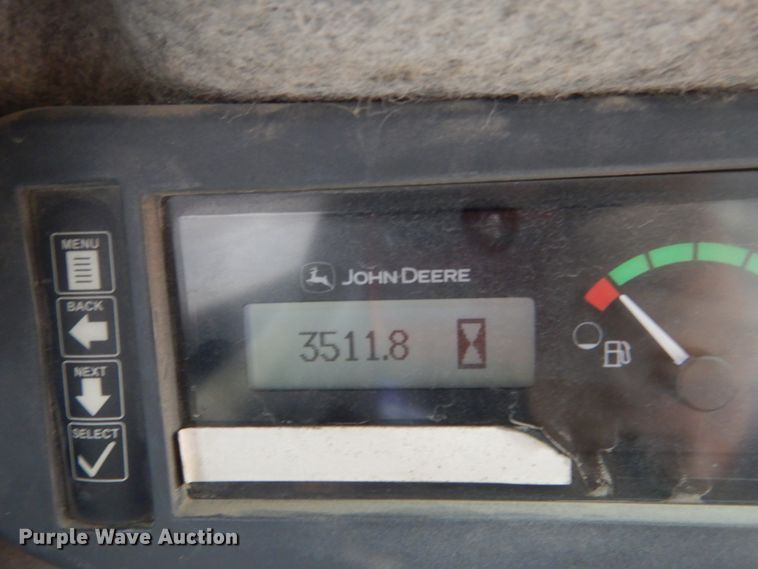 MENU
BACK
NEXT
SELECT
JOHN DEERE
3511.8
Purple Wave Auction